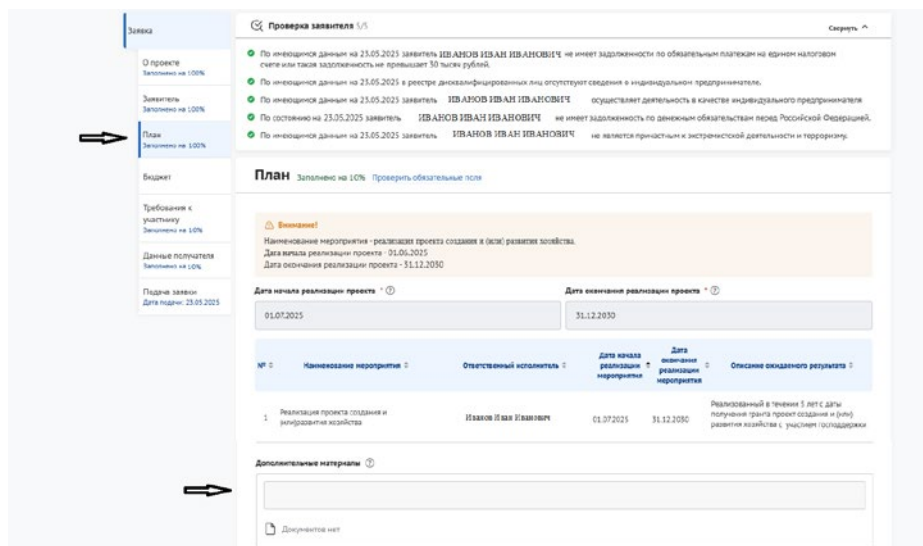 Заявка
О проекте
Заполнено на 100%
Заявитель
Заполнено на 100%
План
Заполнено на 100%
Бюджет
Требования к
участнику
Заполнено на 10%
Данные получателя
Заполнено на 10%
Подача заявки
Дата подачи: 23.05.2025
Проверка заявителя 5/5
Свернуть
По имеющимся данным на 23.05.2025 заявитель ИВАНОВ ИВАН ИВАНОВИЧ не имеет задолженности по обязательным платежам на едином налоговом
счете или такая задолженность не превышает 30 тысяч рублей.
По имеющимся данным на 23.05.2025 в реестре дисквалифицированных лиц отсутствуют сведения о индивидуальном предпринимателе.
По имеющимся данным на 23.05.2025 заявитель ИВАНОВ ИВАН ИВАНОВИЧ осуществляет деятельность в качестве индивидуального предпринимателя
По состоянию на 23.05.2025 заявитель ИВАНОВ ИВАН ИВАНОВИЧ не имеет задолженности по денежным обязательствам перед Российской Федерацией.
По имеющимся данным на 23.05.2025 заявитель ИВАНОВ ИВАН ИВАНОВИЧ не является причастным к экстремистской деятельности и терроризму.
План Заполнено на 10% Проверить обязательные поля
Внимание!
Наименование мероприятия - реализация проекта создания и (или) развития хозяйства.
Дата начала реализации проекта - 01.06.2025
Дата окончания реализации проекта - 31.12.2030
Дата начала реализации проекта * Дата окончания реализации проекта *
01.07.2025 31.12.2030
№ Наименование мероприятия Ответственный исполнитель Дата начала реализации мероприятия Дата окончания реализации мероприятия Описание ожидаемого результата
1 Реализация проекта создания и (или)развития хозяйства Иванов Иван Иванович 01.07.2025 31.12.2030 Реализованный в течении 5 лет с даты
получения гранта проект создания и (или)
развития хозяйства с участием господдержки
Дополнительные материалы
Документов нет